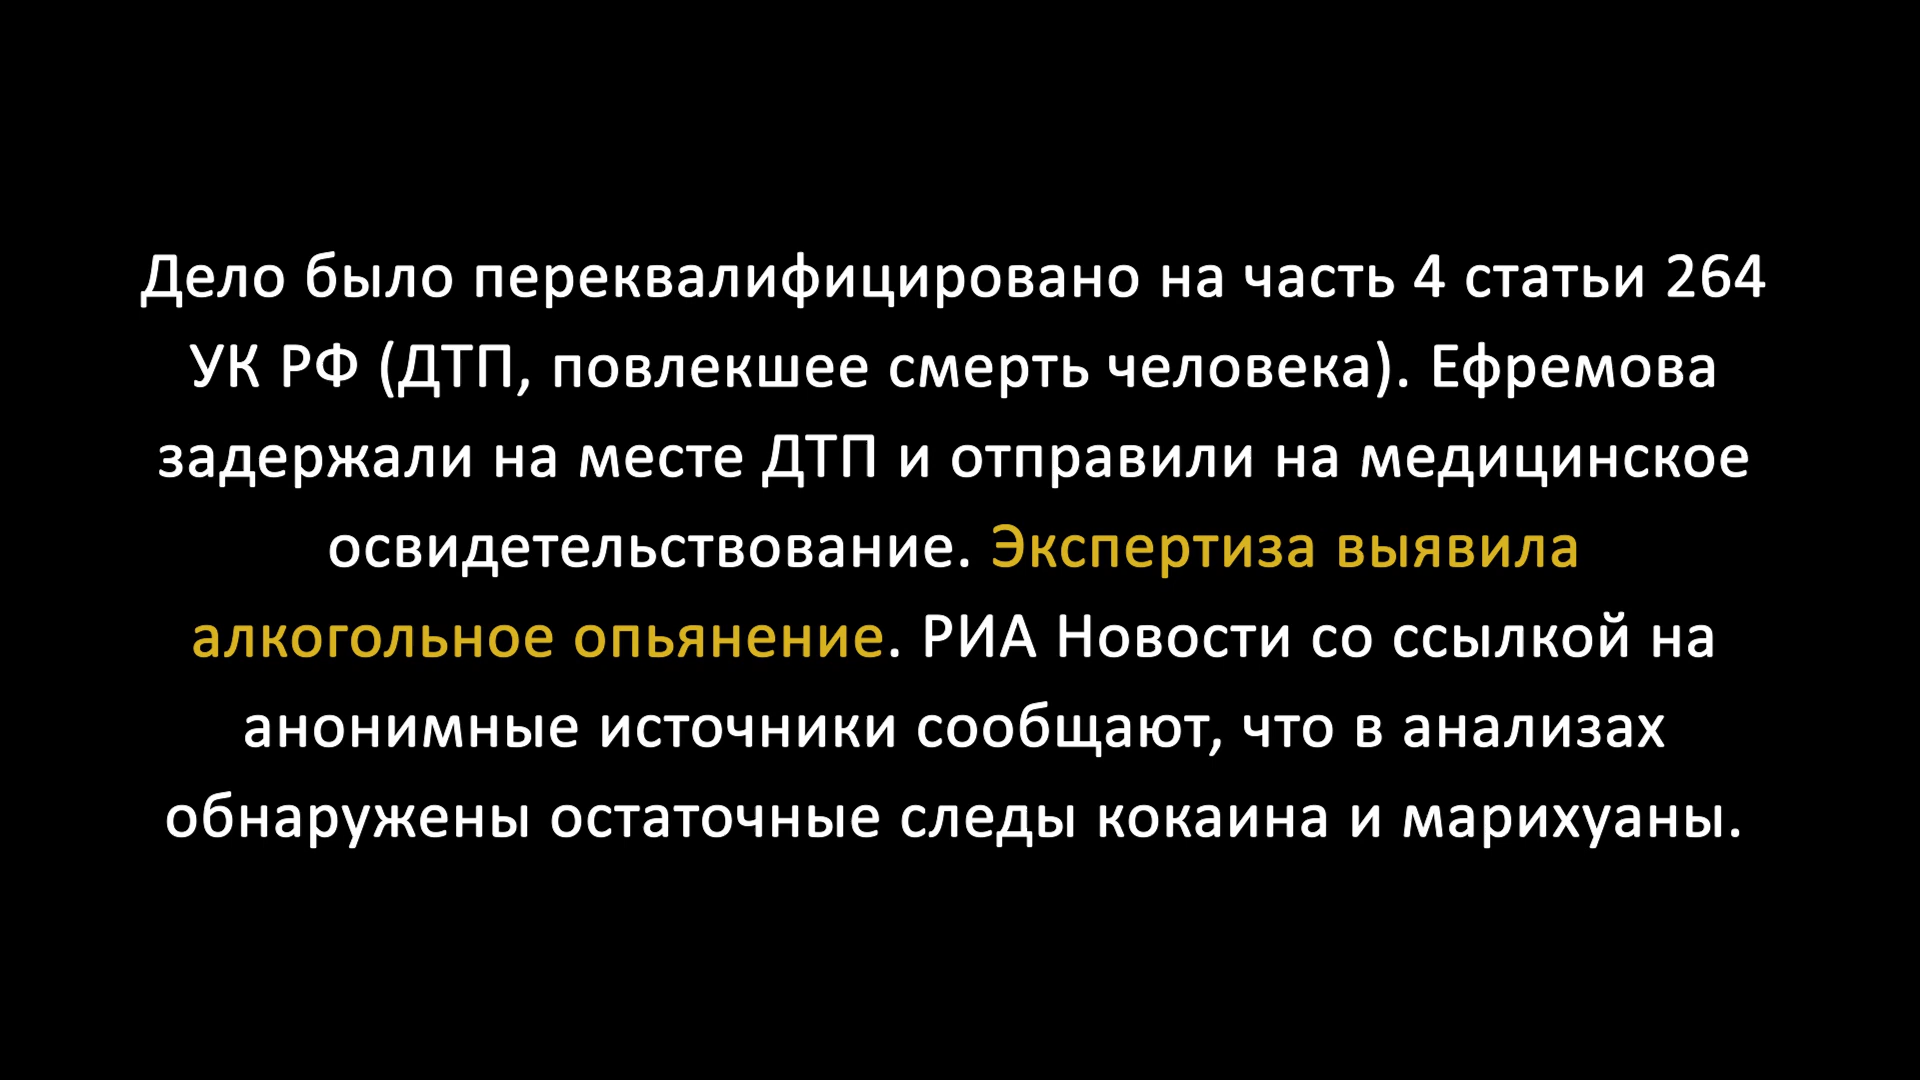 Дело было переквалифицировано на часть 4 статьи 264
УК РФ (ДТП, повлекшее смерть человека). Ефремова
задержали на месте ДТП и отправили на медицинское
освидетельствование. Экспертиза выявила
алкогольное опьянение. РИА Новости со ссылкой на
анонимные источники сообщают, что в анализах
обнаружены остаточные следы кокаина и марихуаны.